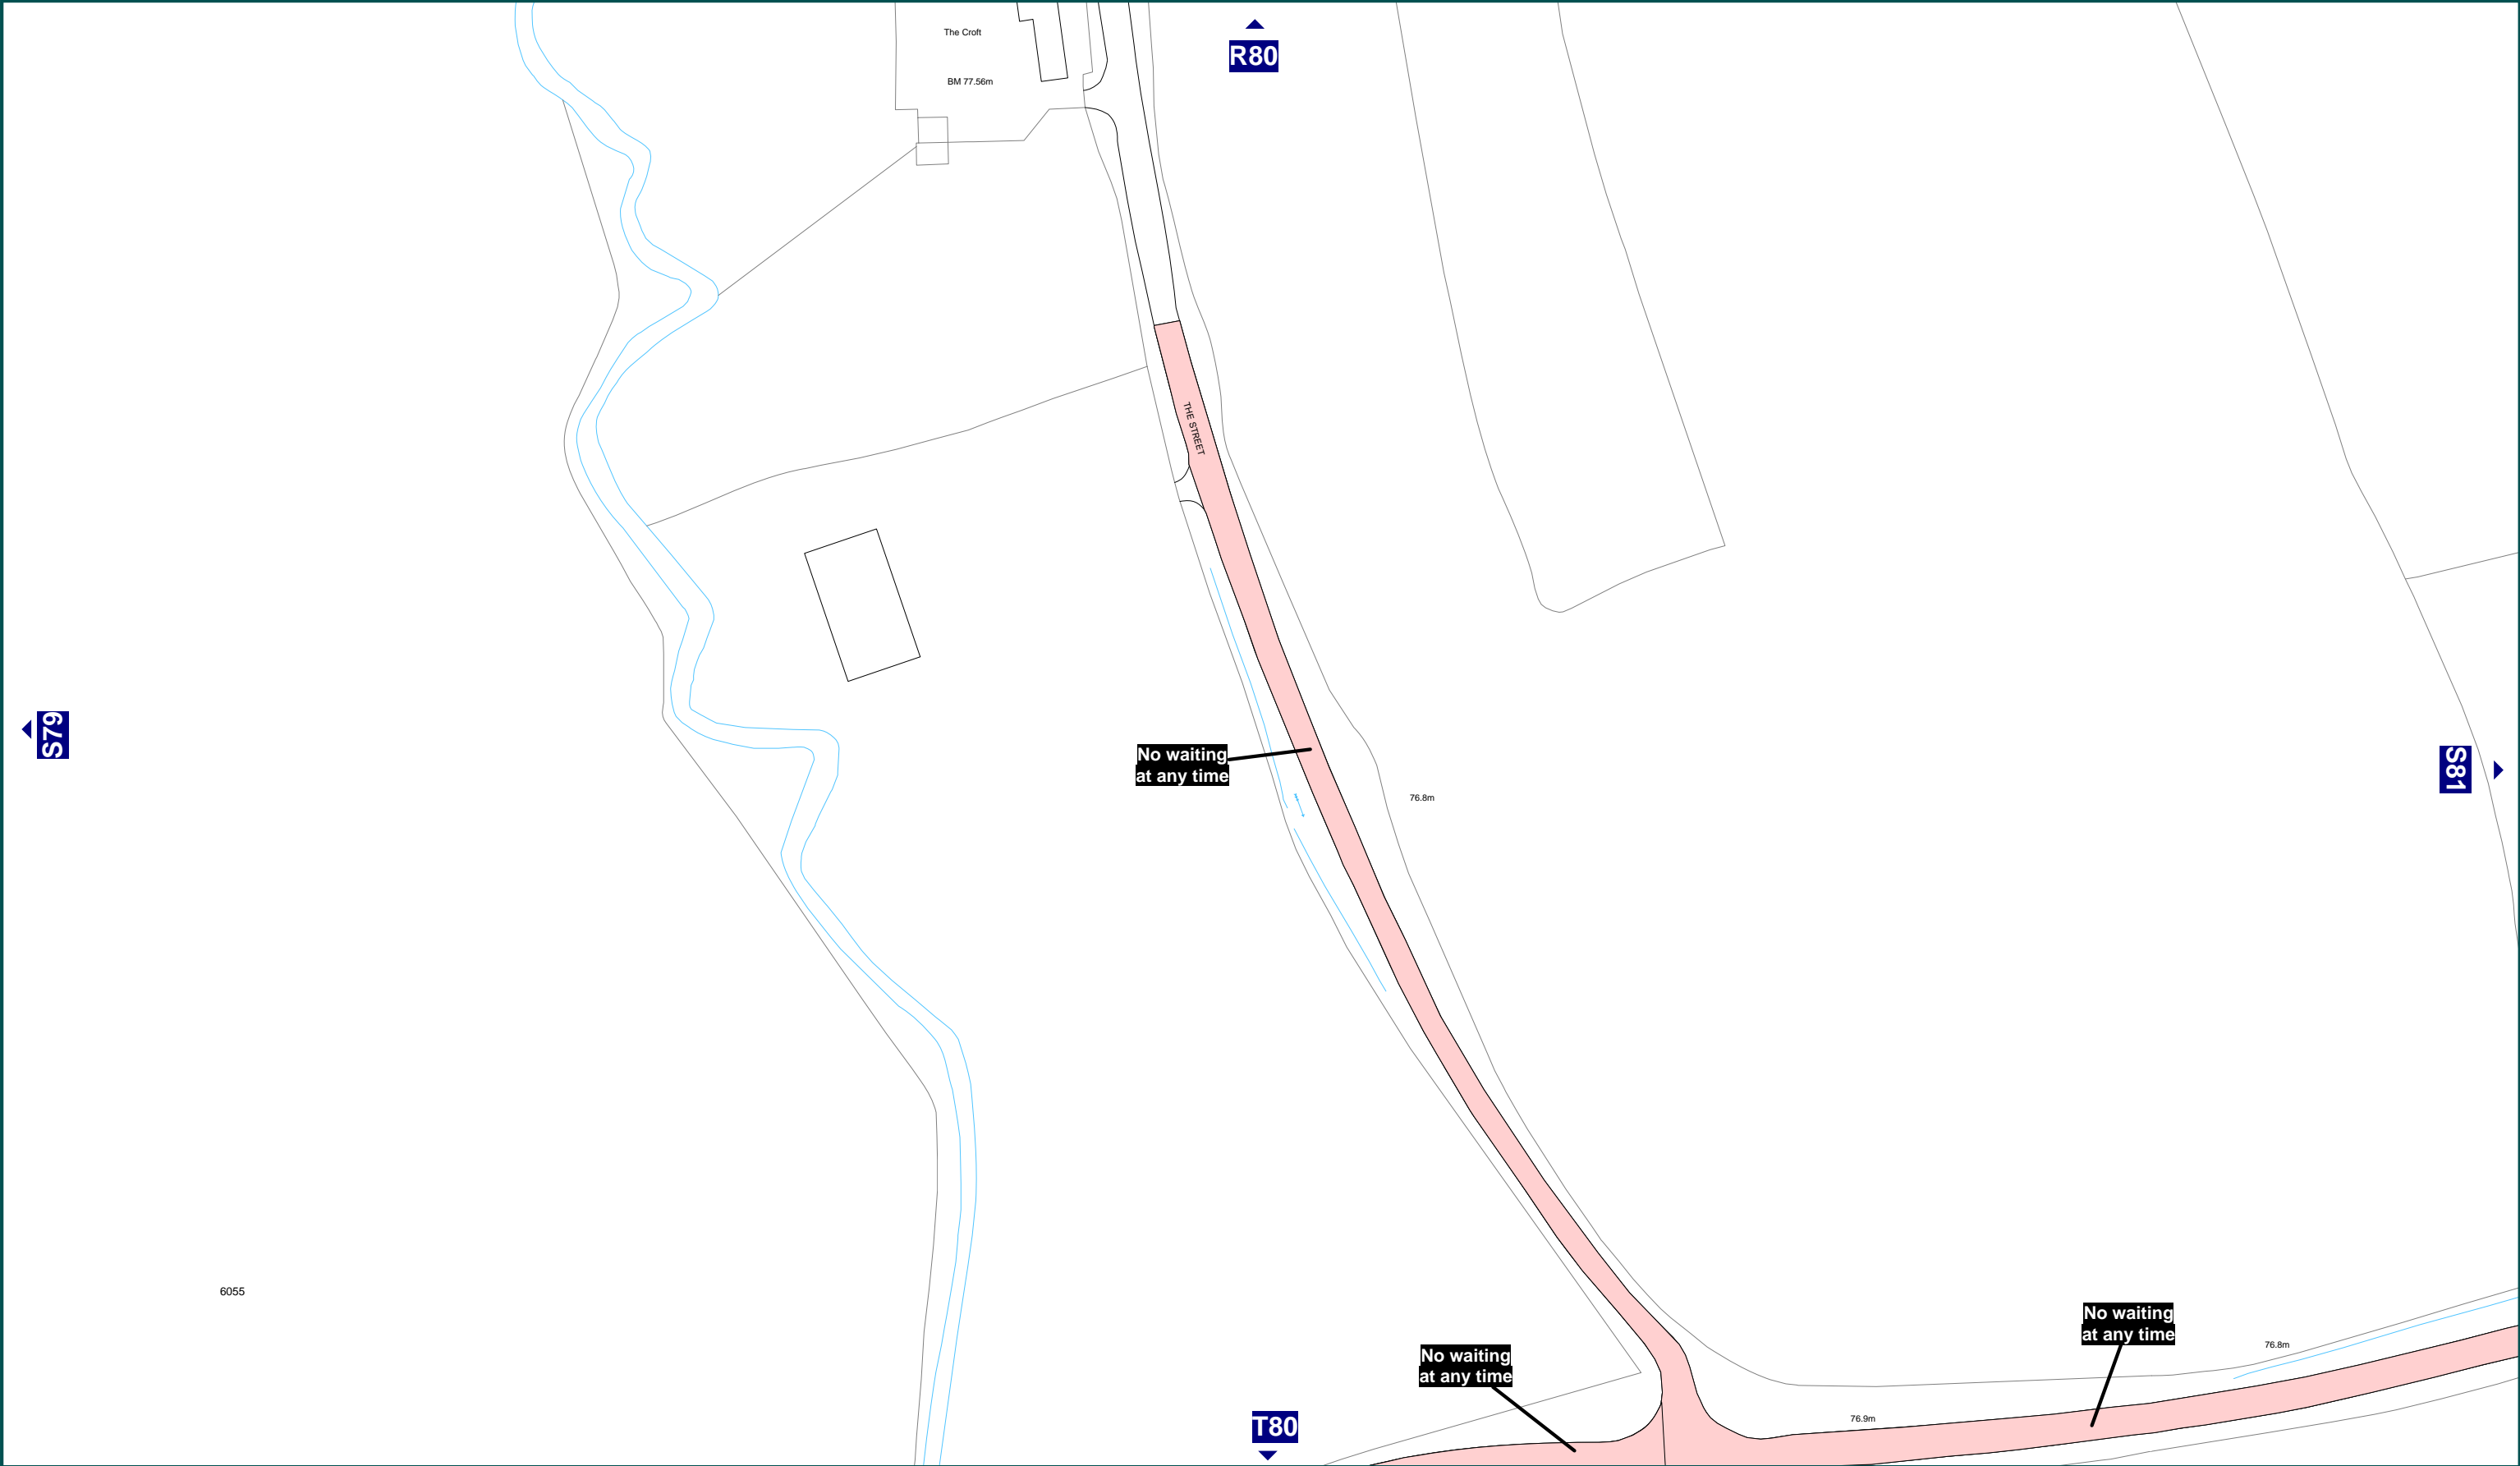 The Croft
R80
BM 77.56m
THE STREET
S79
No waiting
at any time
S81
76.8m
6055
No waiting
at any time
76.8m
No waiting
at any time
T80
76.9m